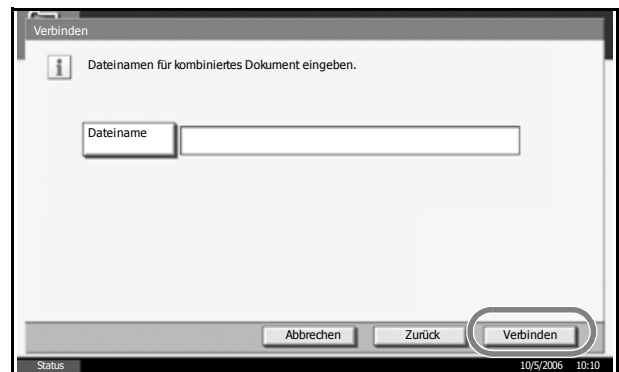 Verbinden
i Dateinamen für kombiniertes Dokument eingeben.
Dateiname
Abbrechen Zurück Verbinden
Status 10/5/2006 10:10